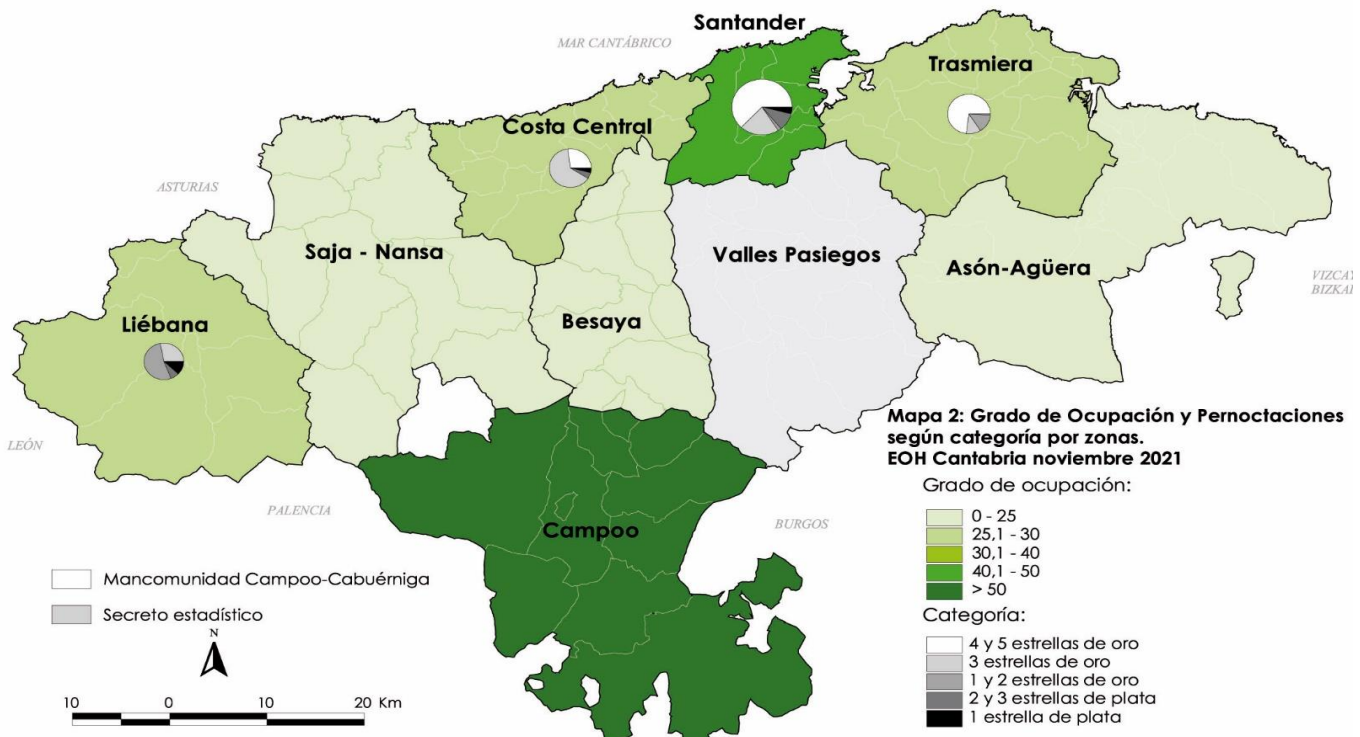 Santander
MAR CANTÁBRICO
Trasmiera
Costa Central
ASTURIAS
Saja - Nansa
Valles Pasiegos
Asón-Agüera
VIZCAY
BIZKAI
Liébana
Besaya
LEÓN
PALENCIA
Campoo
BURGOS
Mapa 2: Grado de Ocupación y Pernoctaciones
según categoría por zonas.
EOH Cantabria noviembre 2021
Grado de ocupación:
0 - 25
25,1 - 30
30,1 - 40
40,1 - 50
> 50
Categoría:
4 y 5 estrellas de oro
3 estrellas de oro
1 y 2 estrellas de oro
2 y 3 estrellas de plata
1 estrella de plata
Mancomunidad Campoo-Cabuérniga
Secreto estadístico
N
10 0 10 20 Km